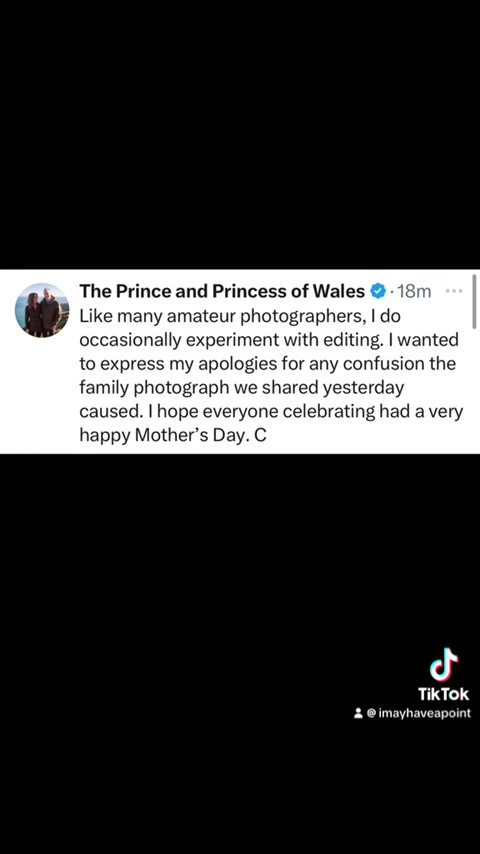 The Prince and Princess of Wales · 18m ...
Like many amateur photographers, I do
occasionally experiment with editing. I wanted
to express my apologies for any confusion the
family photograph we shared yesterday
caused. I hope everyone celebrating had a very
happy Mother’s Day. C
TikTok
@imayhaveapoint